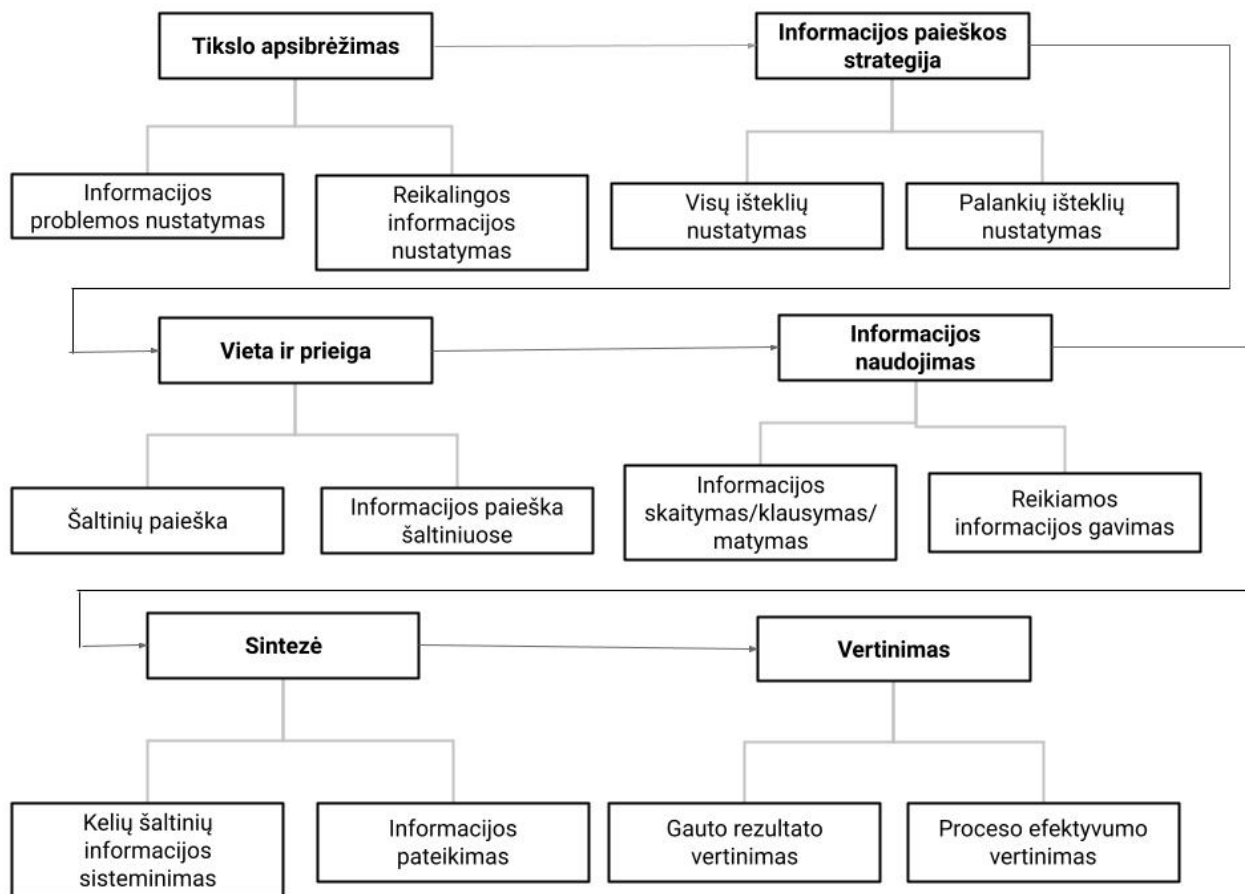 Tikslo apsibrėžimas
Informacijos paieškos
strategija
Informacijos
problemos nustatymas
Reikalingos
informacijos
nustatymas
Visų išteklių
nustatymas
Palankių išteklių
nustatymas
Vieta ir prieiga
Informacijos
naudojimas
Šaltinių paieška
Informacijos paieška
šaltiniuose
Informacijos
skaitymas/klausymas/
matymas
Reikiamos
informacijos gavimas
Sintezė
Vertinimas
Kelių šaltinių
informacijos
sisteminimas
Informacijos
pateikimas
Gauto rezultato
vertinimas
Proceso efektyvumo
vertinimas